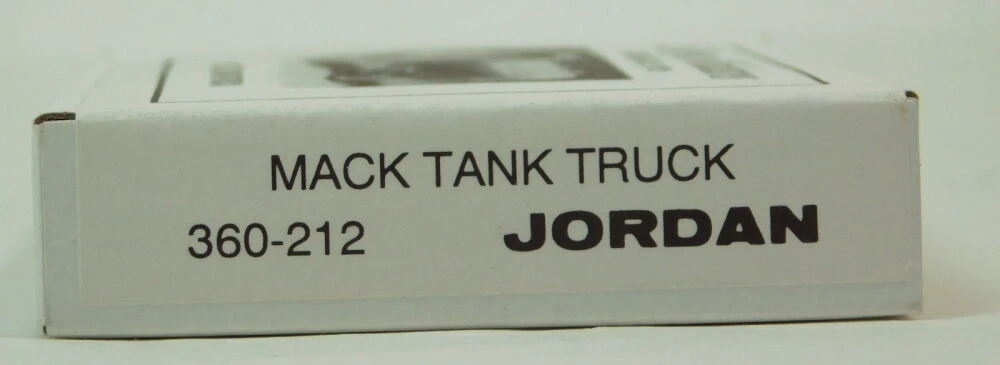 MACK TANK TRUCK
360-212 JORDAN